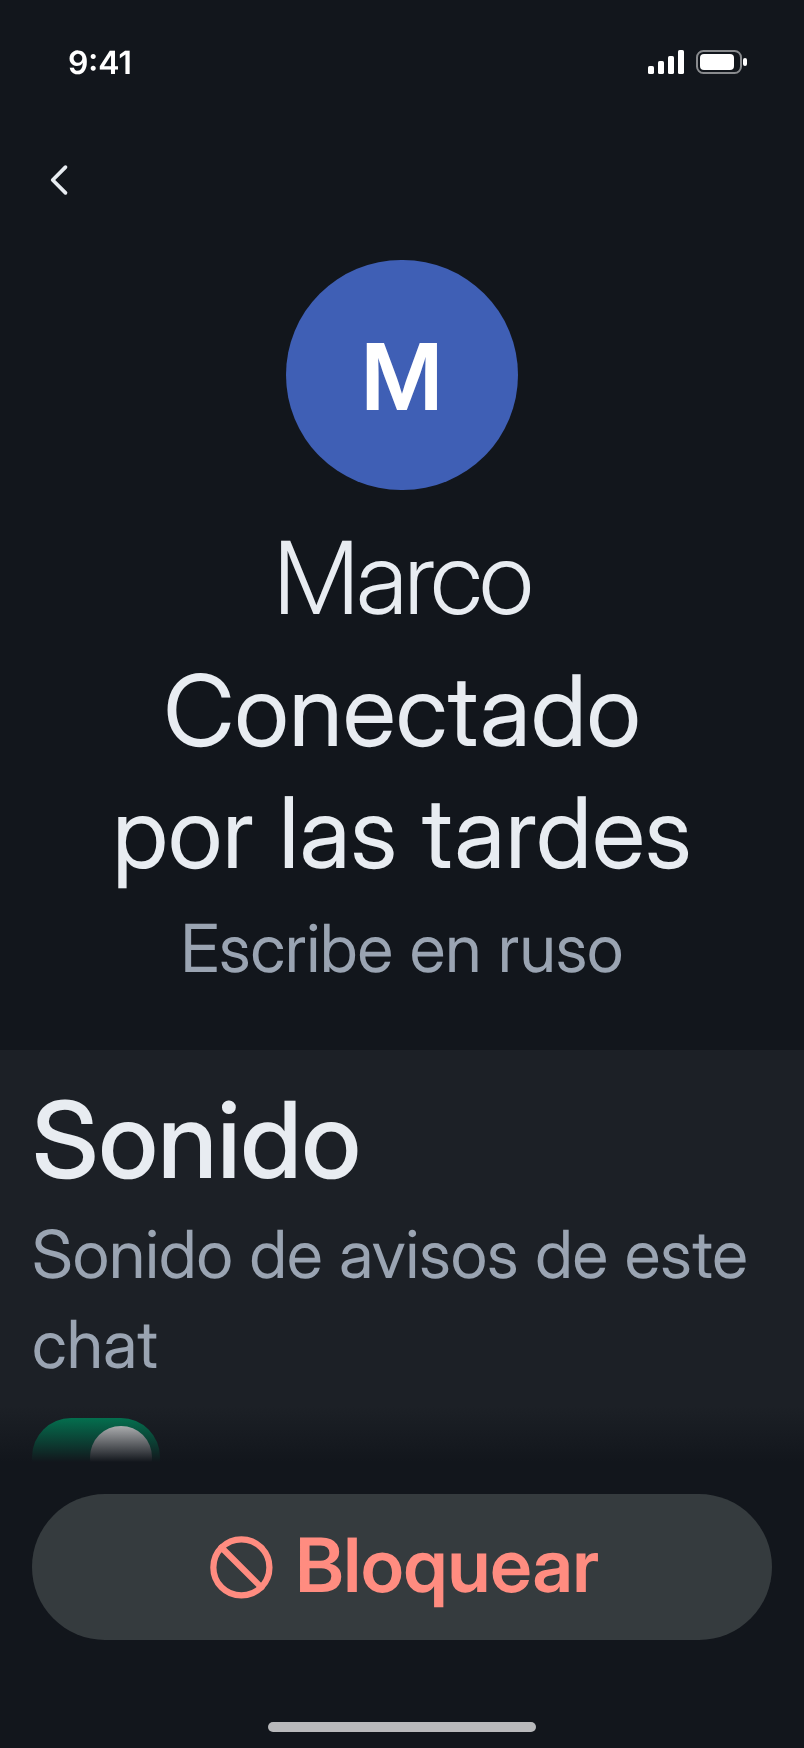 9:41
M
Marco
Conectado
por las tardes
Escribe en ruso
Sonido
Sonido de avisos de este
chat
Bloquear